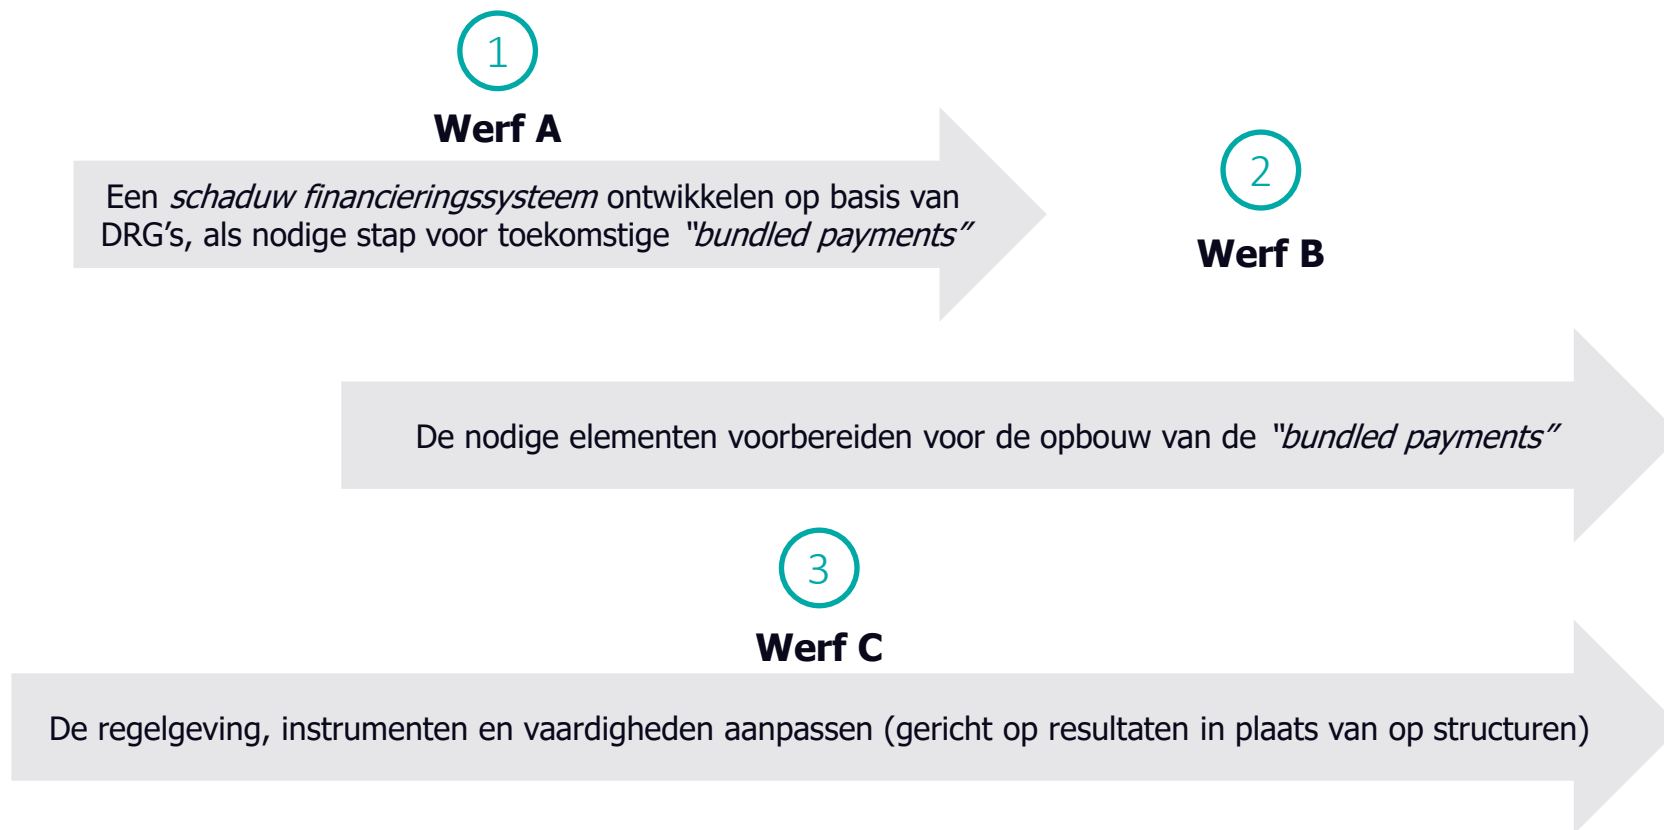 1
Werf A
Een schaduw financieringssysteem ontwikkelen op basis van
DRG’s, als nodige stap voor toekomstige “bundled payments”
2
Werf B
De nodige elementen voorbereiden voor de opbouw van de “bundled payments”
3
Werf C
De regelgeving, instrumenten en vaardigheden aanpassen (gericht op resultaten in plaats van op structuren)